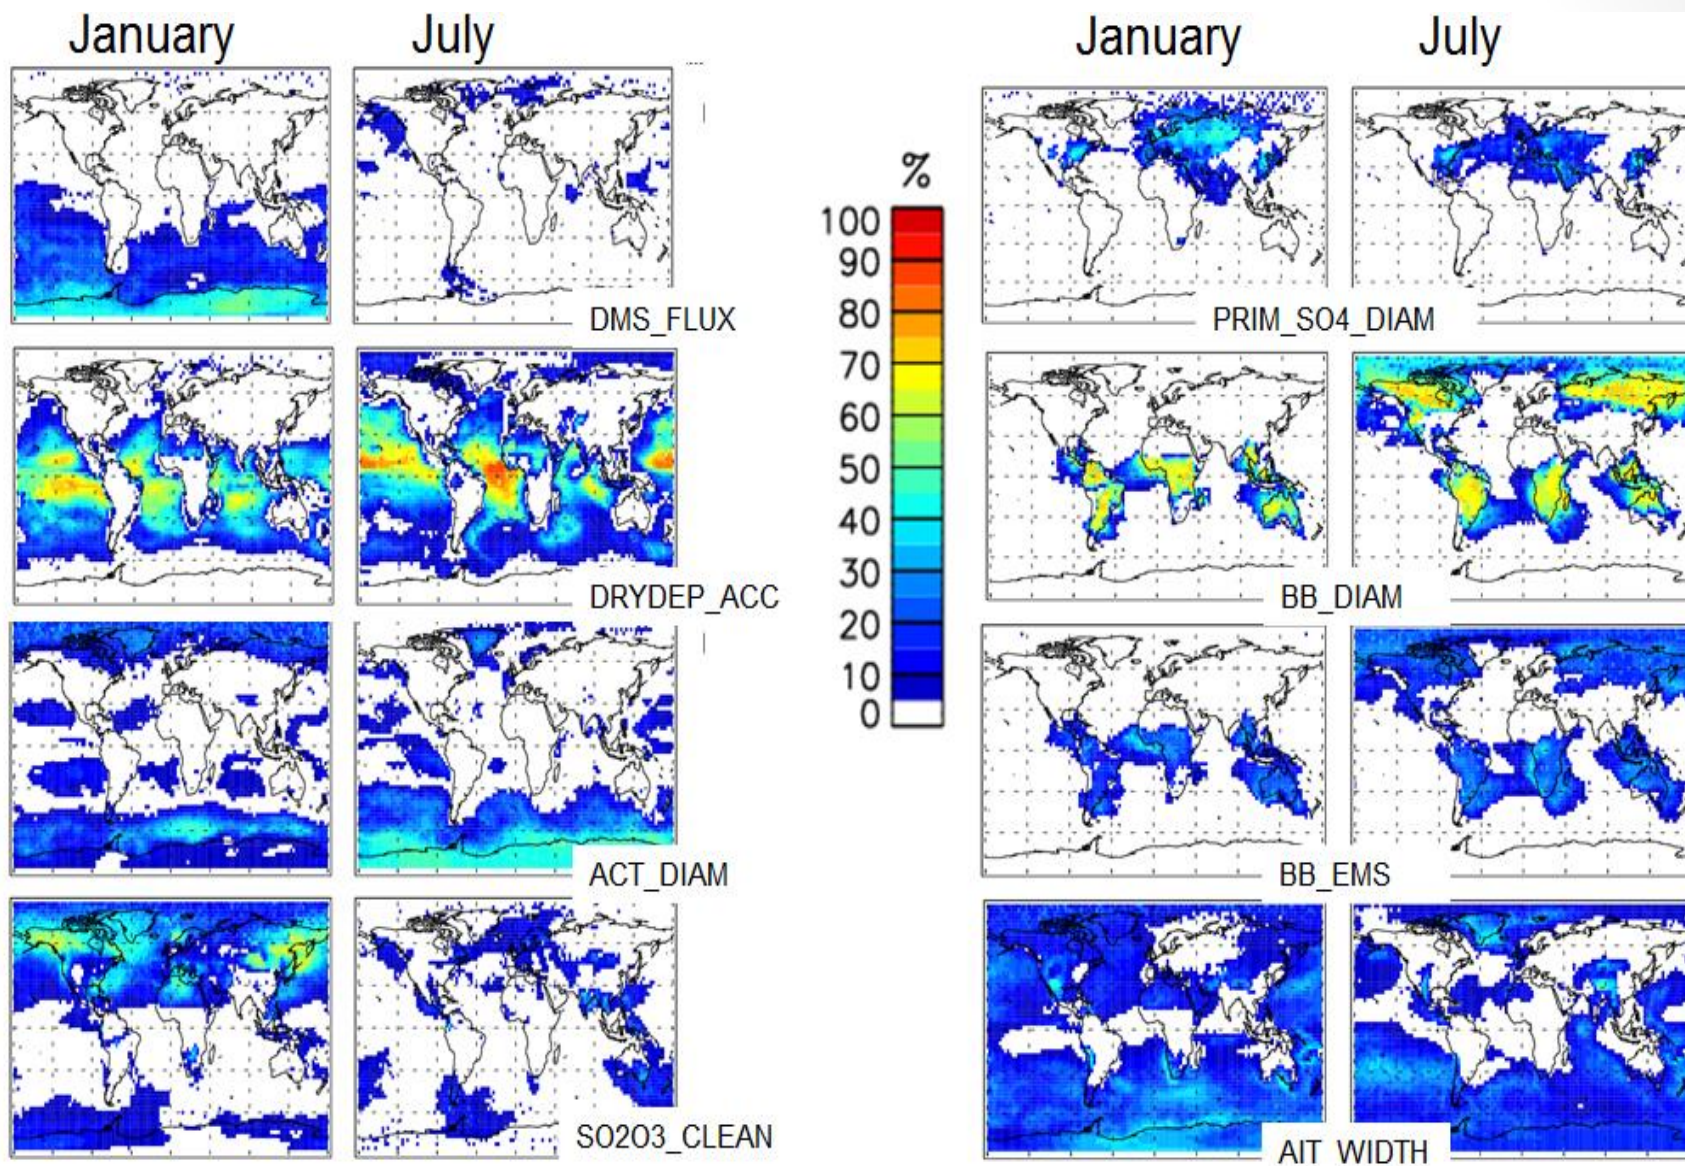 January
July
January
July
DMS_FLUX
DRYDEP_ACC
ACT_DIAM
SO2O3_CLEAN
%
100
90
80
70
60
50
40
30
20
10
0
PRIM_SO4_DIAM
BB_DIAM
BB_EMS
AIT_WIDTH